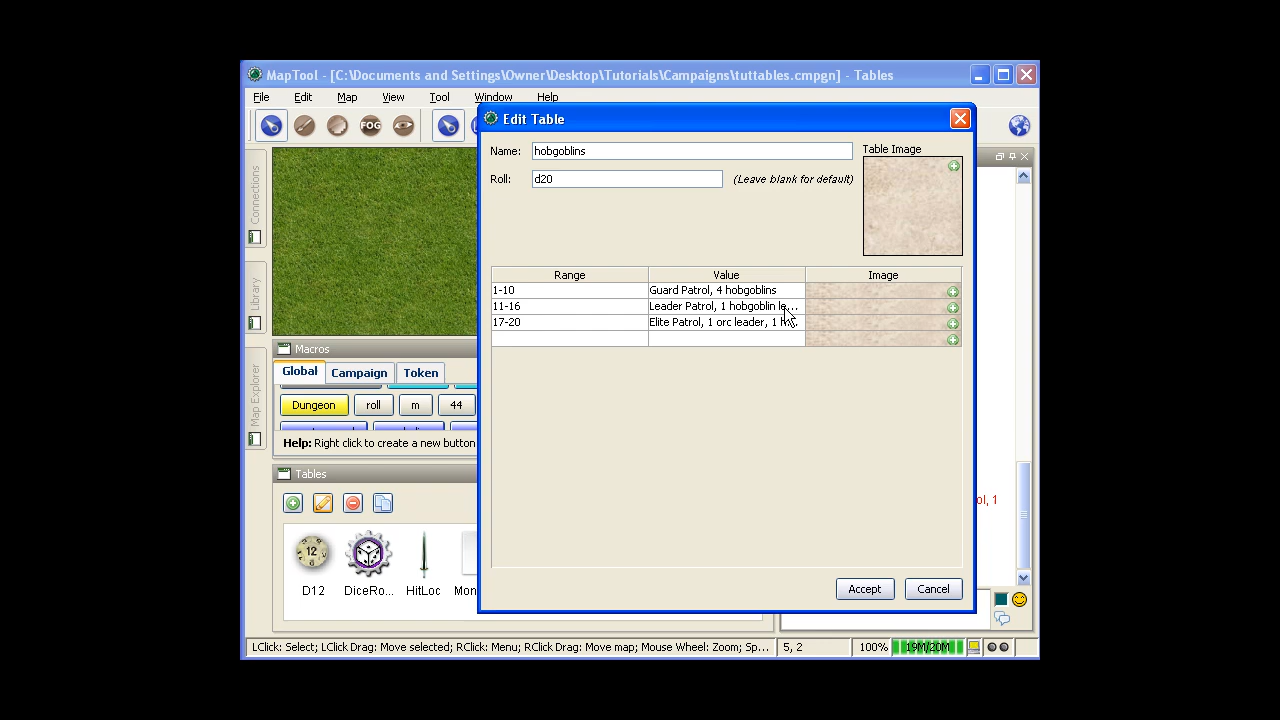 MapTool - [C:\Documents and Settings\Owner\Desktop\Tutorials\Campaigns\tuttables.cmpgn] - Tables
File Edit Map View Tool Window Help
FOG
Edit Table
Name: hobgoblins
Table Image
Roll: d20 (Leave blank for default)
Connections
Library
Map Explorer
Range Value Image
1-10 Guard Patrol, 4 hobgoblins
11-16 Leader Patrol, 1 hobgoblin le...
17-20 Elite Patrol, 1 orc leader, 1
Macros
Global Campaign Token
Dungeon roll m 44
Help: Right click to create a new button
Tables
ol, 1
12
D12 DiceRo... HitLoc Mon
Accept Cancel
LClick: Select; LClick Drag: Move selected; RClick: Menu; RClick Drag: Move map; Mouse Wheel: Zoom; Sp... 5, 2 100% 19M/20M